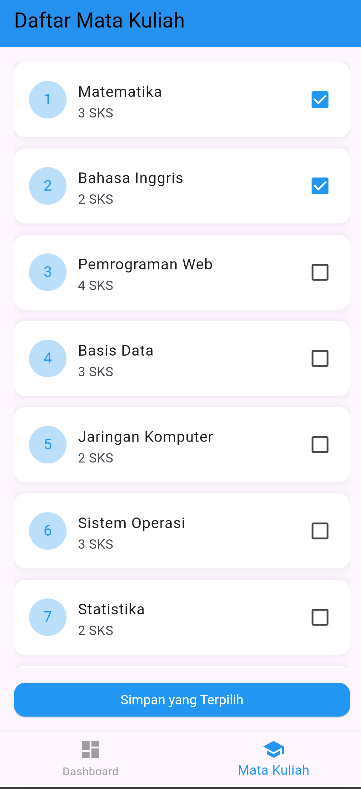 Daftar Mata Kuliah
1
Matematika
3 SKS
2
Bahasa Inggris
2 SKS
3
Pemrograman Web
4 SKS
4
Basis Data
3 SKS
5
Jaringan Komputer
2 SKS
6
Sistem Operasi
3 SKS
7
Statistika
2 SKS
Simpan yang Terpilih
Dashboard
Mata Kuliah